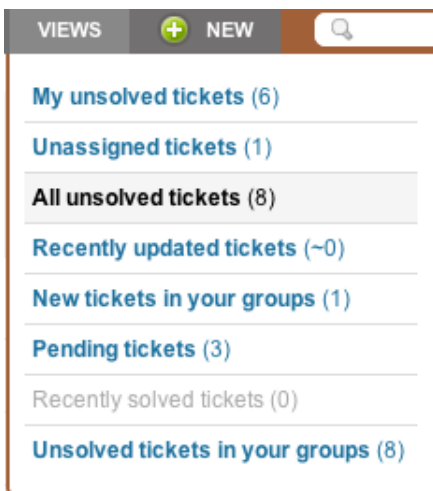 VIEWS NEW
My unsolved tickets (6)
Unassigned tickets (1)
All unsolved tickets (8)
Recently updated tickets (~0)
New tickets in your groups (1)
Pending tickets (3)
Recently solved tickets (0)
Unsolved tickets in your groups (8)